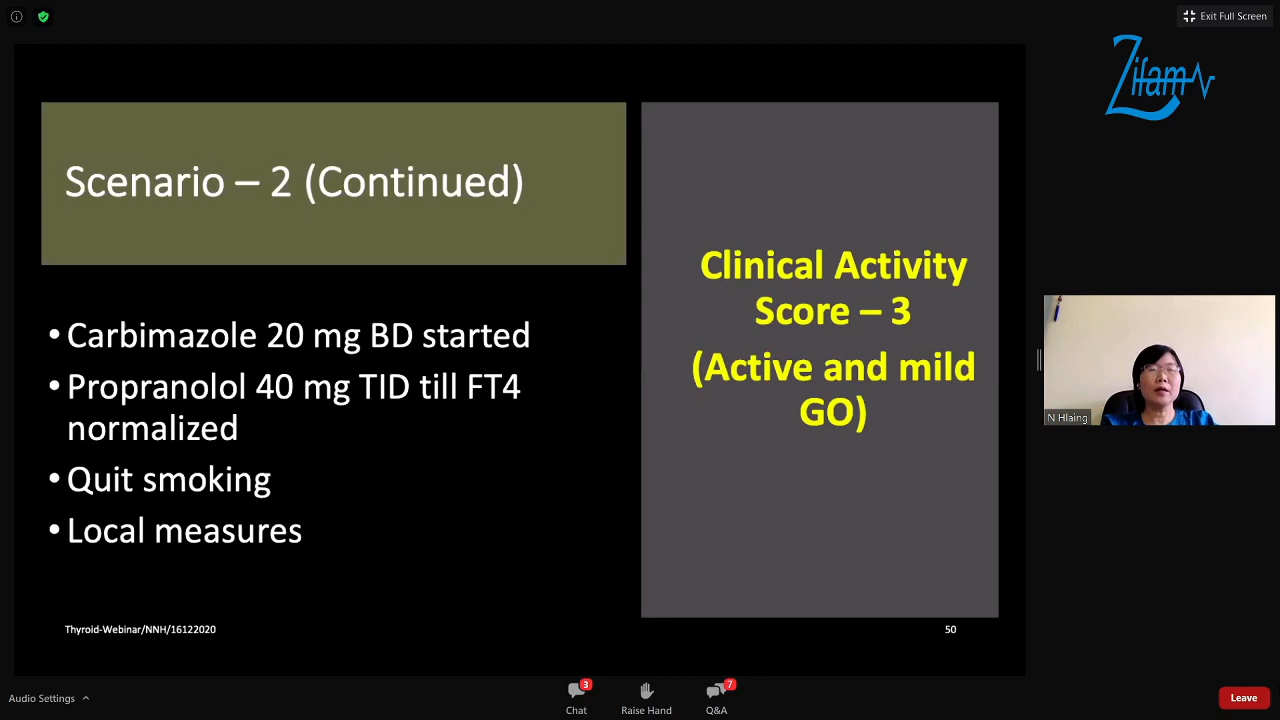 Exit Full Screen
Zifam
Scenario – 2 (Continued)
• Carbimazole 20 mg BD started
• Propranolol 40 mg TID till FT4
normalized
• Quit smoking
• Local measures
Clinical Activity
Score – 3
(Active and mild
GO)
N Hlaing
Thyroid-Webinar/NNH/16122020
50
Audio Settings
3
Chat
Raise Hand
7
Q&A
Leave